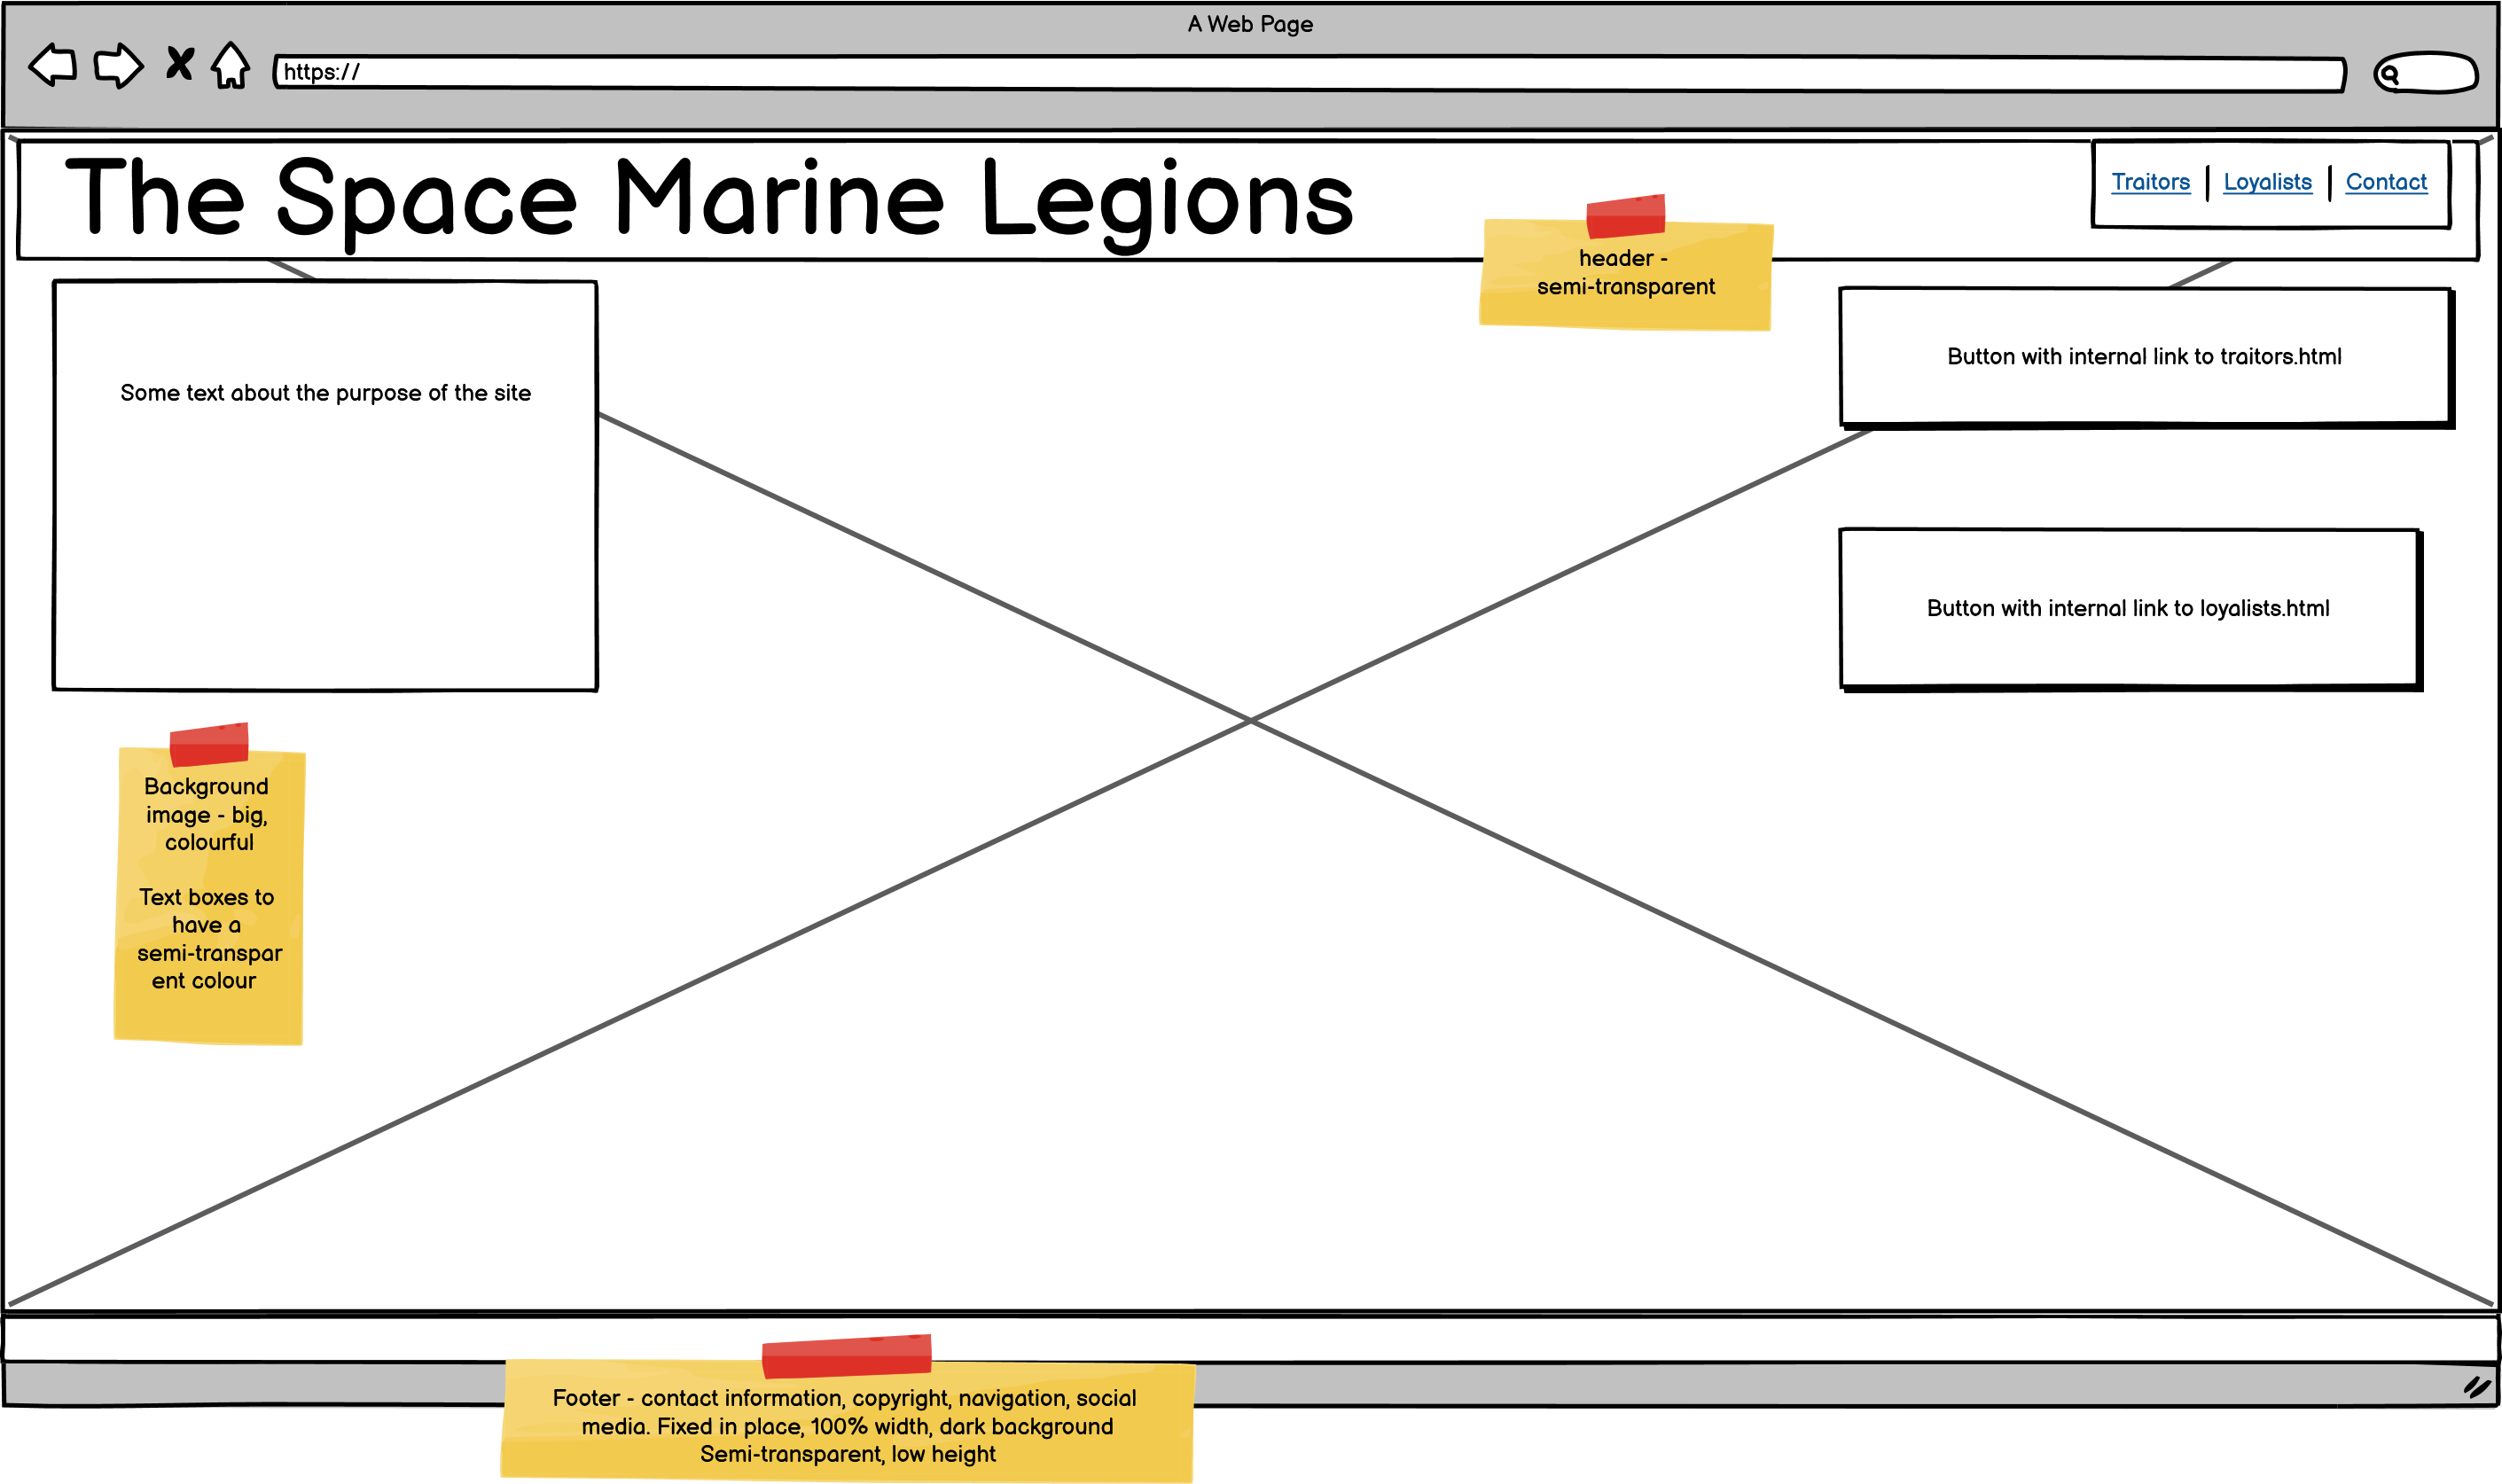 A Web Page
https://
The Space Marine Legions
Traitors | Loyalists | Contact
header -
semi-transparent
Some text about the purpose of the site
Button with internal link to traitors.html
Button with internal link to loyalists.html
Background
image - big,
colourful
Text boxes to
have a
semi-transpar
ent colour
Footer - contact information, copyright, navigation, social
media. Fixed in place, 100% width, dark background
Semi-transparent, low height